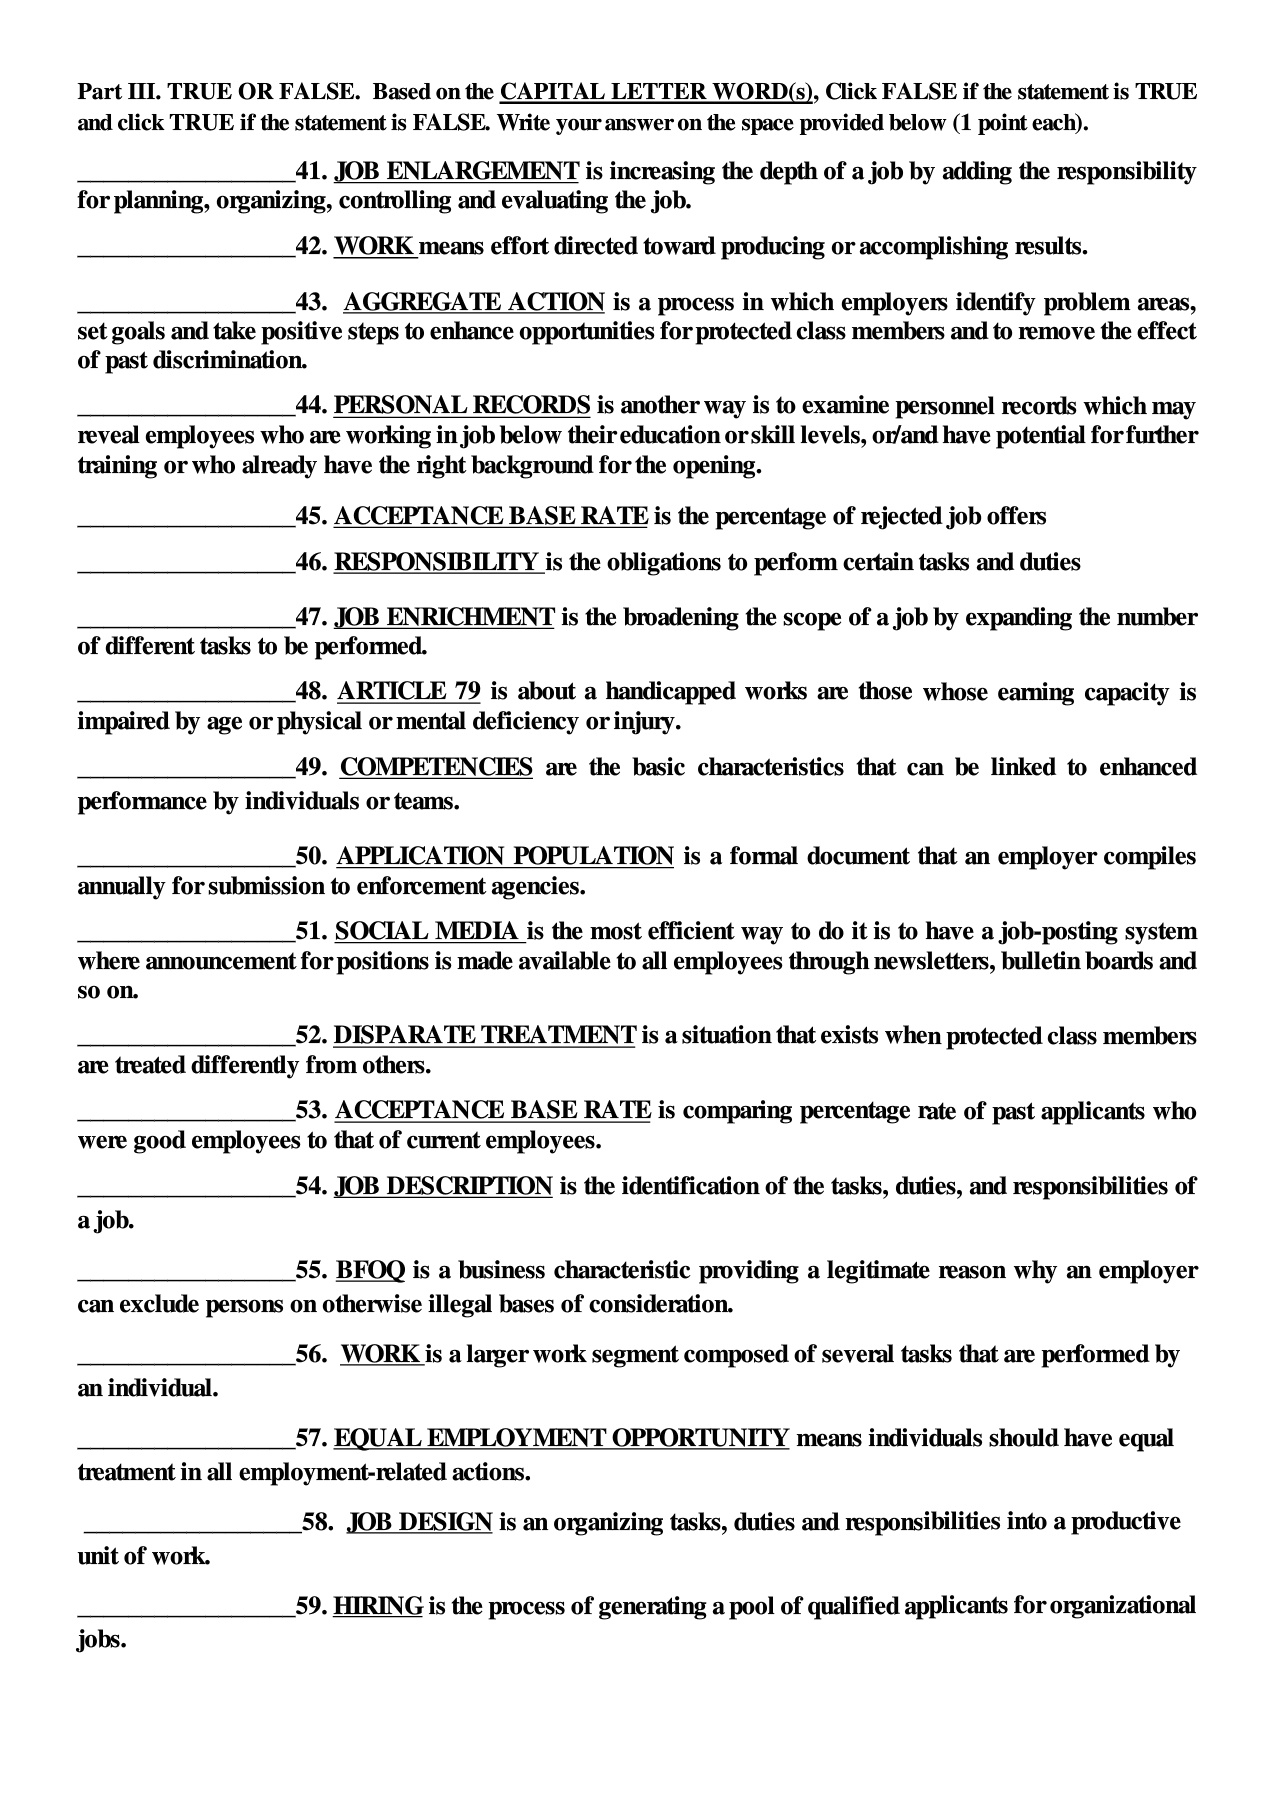 Part III. TRUE OR FALSE. Based on the CAPITAL LETTER WORD(s), Click FALSE if the statement is TRUE
and click TRUE if the statement is FALSE. Write your answer on the space provided below (1 point each).
_________________41. JOB ENLARGEMENT is increasing the depth of a job by adding the responsibility
for planning, organizing, controlling and evaluating the job.
_________________42. WORK means effort directed toward producing or accomplishing results.
_________________43. AGGREGATE ACTION is a process in which employers identify problem areas,
set goals and take positive steps to enhance opportunities for protected class members and to remove the effect
of past discrimination.
_________________44. PERSONAL RECORDS is another way is to examine personnel records which may
reveal employees who are working in job below their education or skill levels, or/and have potential for further
training or who already have the right background for the opening.
_________________45. ACCEPTANCE BASE RATE is the percentage of rejected job offers
_________________46. RESPONSIBILITY is the obligations to perform certain tasks and duties
_________________47. JOB ENRICHMENT is the broadening the scope of a job by expanding the number
of different tasks to be performed.
_________________48. ARTICLE 79 is about a handicapped works are those whose earning capacity is
impaired by age or physical or mental deficiency or injury.
_________________49. COMPETENCIES are the basic characteristics that can be linked to enhanced
performance by individuals or teams.
_________________50. APPLICATION POPULATION is a formal document that an employer compiles
annually for submission to enforcement agencies.
_________________51. SOCIAL MEDIA is the most efficient way to do it is to have a job-posting system
where announcement for positions is made available to all employees through newsletters, bulletin boards and
so on.
_________________52. DISPARATE TREATMENT is a situation that exists when protected class members
are treated differently from others.
_________________53. ACCEPTANCE BASE RATE is comparing percentage rate of past applicants who
were good employees to that of current employees.
_________________54. JOB DESCRIPTION is the identification of the tasks, duties, and responsibilities of
a job.
_________________55. BFOQ is a business characteristic providing a legitimate reason why an employer
can exclude persons on otherwise illegal bases of consideration.
_________________56. WORK is a larger work segment composed of several tasks that are performed by
an individual.
_________________57. EQUAL EMPLOYMENT OPPORTUNITY means individuals should have equal
treatment in all employment-related actions.
_________________58. JOB DESIGN is an organizing tasks, duties and responsibilities into a productive
unit of work.
_________________59. HIRING is the process of generating a pool of qualified applicants for organizational
jobs.